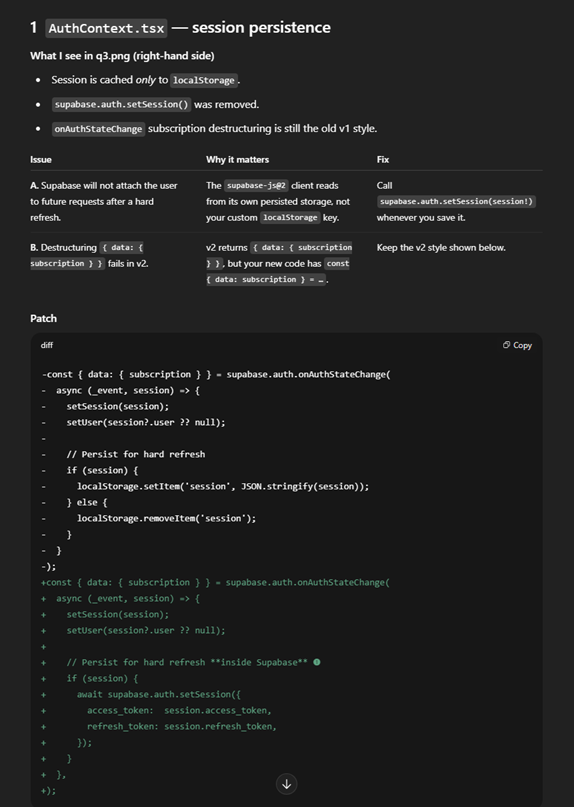 1 AuthContext.tsx — session persistence
What I see in q3.png (right-hand side)
• Session is cached only to localStorage.
• supabase.auth.setSession() was removed.
• onAuthStateChange subscription destructuring is still the old v1 style.
Issue Why it matters Fix
A. Supabase will not attach the user
to future requests after a hard
refresh.
The supabase-js@2 client reads
from its own persisted storage, not
your custom localStorage key.
Call
supabase.auth.setSession(session!)
whenever you save it.
B. Destructuring { data: {
subscription } } fails in v2.
v2 returns { data: { subscription
} }, but your new code has const
{ data: subscription } = ….
Keep the v2 style shown below.
Patch
diff
Copy
-const { data: { subscription } } = supabase.auth.onAuthStateChange(
-  async (_event, session) => {
-    setSession(session);
-    setUser(session?.user ?? null);
-
-    // Persist for hard refresh
-    if (session) {
-      localStorage.setItem('session', JSON.stringify(session));
-    } else {
-      localStorage.removeItem('session');
-    }
-  }
-);
+const { data: { subscription } } = supabase.auth.onAuthStateChange(
+  async (_event, session) => {
+    setSession(session);
+    setUser(session?.user ?? null);
+
+    // Persist for hard refresh **inside Supabase**
+    if (session) {
+      await supabase.auth.setSession({
+        access_token:  session.access_token,
+        refresh_token: session.refresh_token,
+      });
+    }
+  },
+);